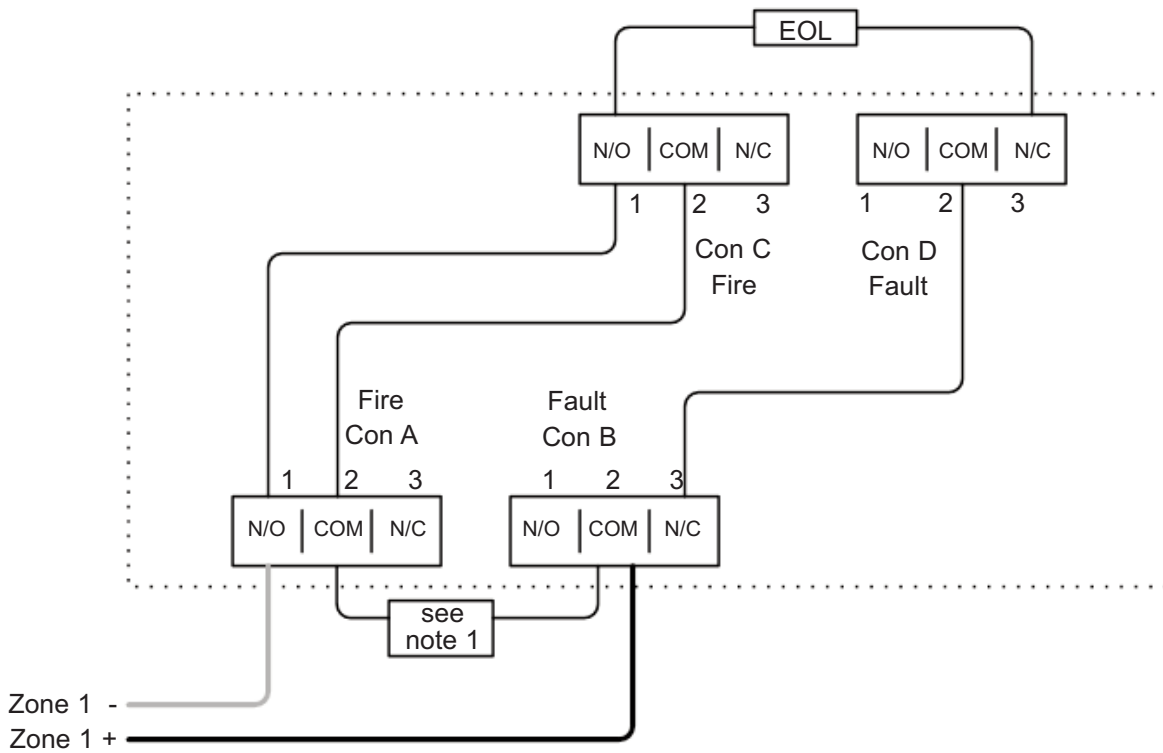 EOL
N/O COM N/C
N/O COM N/C
1 2 3
1 2 3
Con C
Fire
Con D
Fault
Fire
Con A
Fault
Con B
1 2 3
1 2 3
N/O COM N/C
N/O COM N/C
see
note 1
Zone 1 -
Zone 1 +